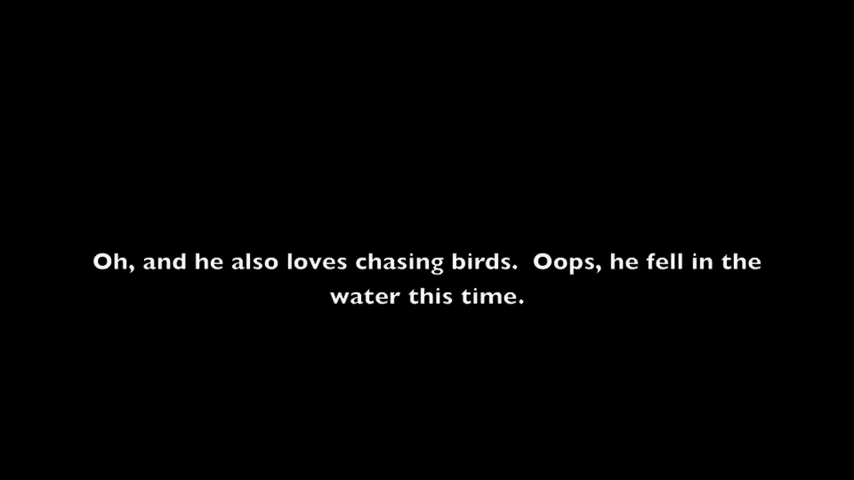 Oh, and he also loves chasing birds.  Oops, he fell in the
water this time.